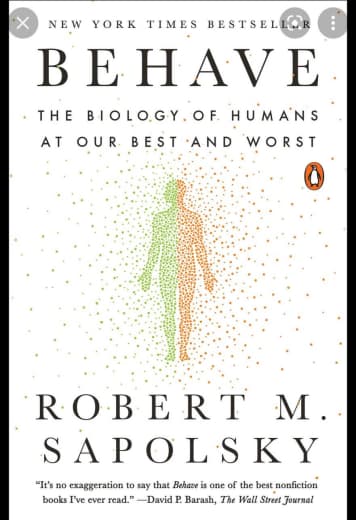 NEW YORK TIMES BESTSELLER
BEHAVE
THE BIOLOGY OF HUMANS
AT OUR BEST AND WORST
ROBERT M.
SAPOLSKY
“It’s no exaggeration to say that Behave is one of the best nonfiction
books I’ve ever read.” —David P. Barash, The Wall Street Journal